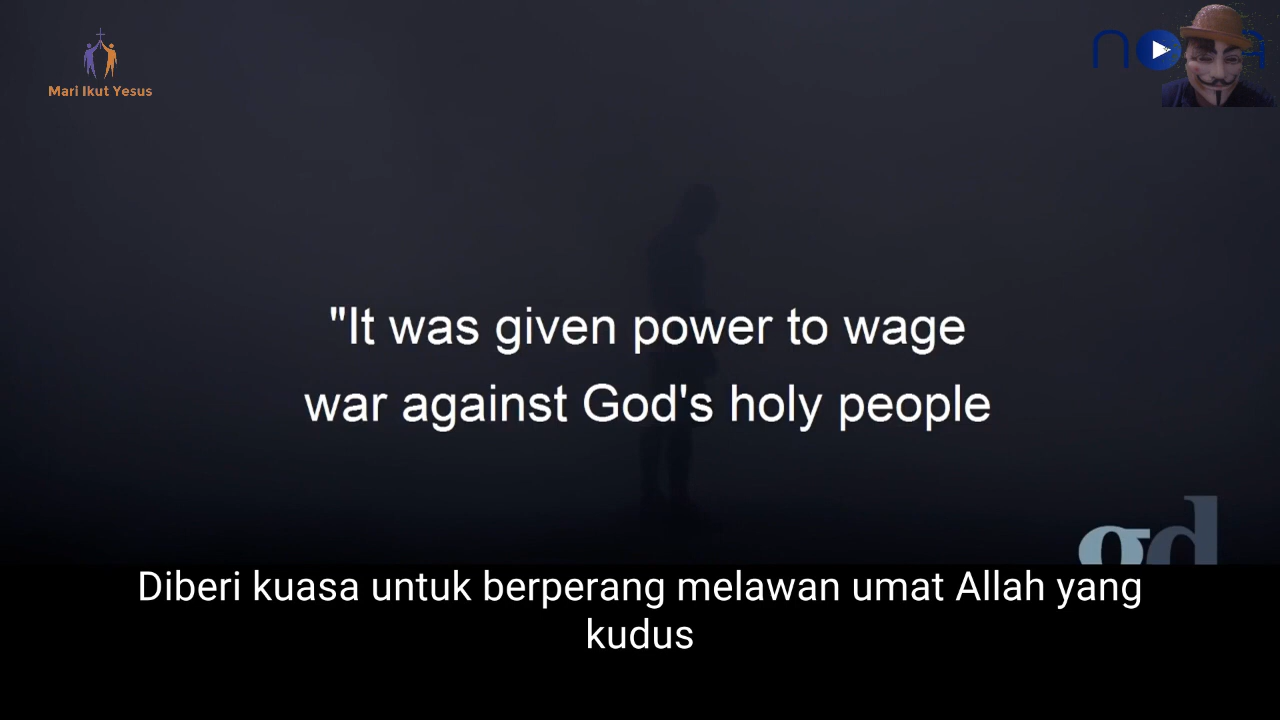 Mari Ikut Yesus
"It was given power to wage
war against God's holy people
gd
Diberi kuasa untuk berperang melawan umat Allah yang
kudus